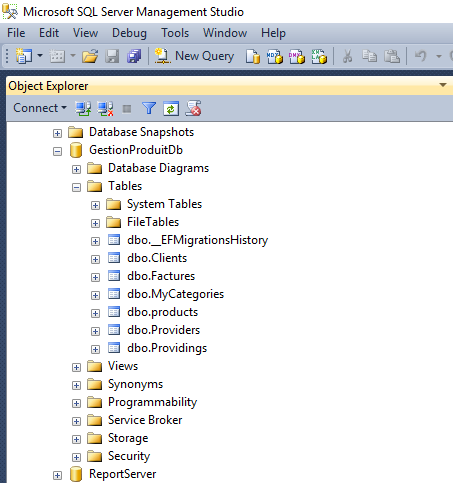 Microsoft SQL Server Management Studio
File Edit View Debug Tools Window Help
New Query
Object Explorer
Connect
Database Snapshots
GestionProduitDb
Database Diagrams
Tables
System Tables
FileTables
dbo.__EFMigrationsHistory
dbo.Clients
dbo.Factures
dbo.MyCategories
dbo.products
dbo.Providers
dbo.Providings
Views
Synonyms
Programmability
Service Broker
Storage
Security
ReportServer